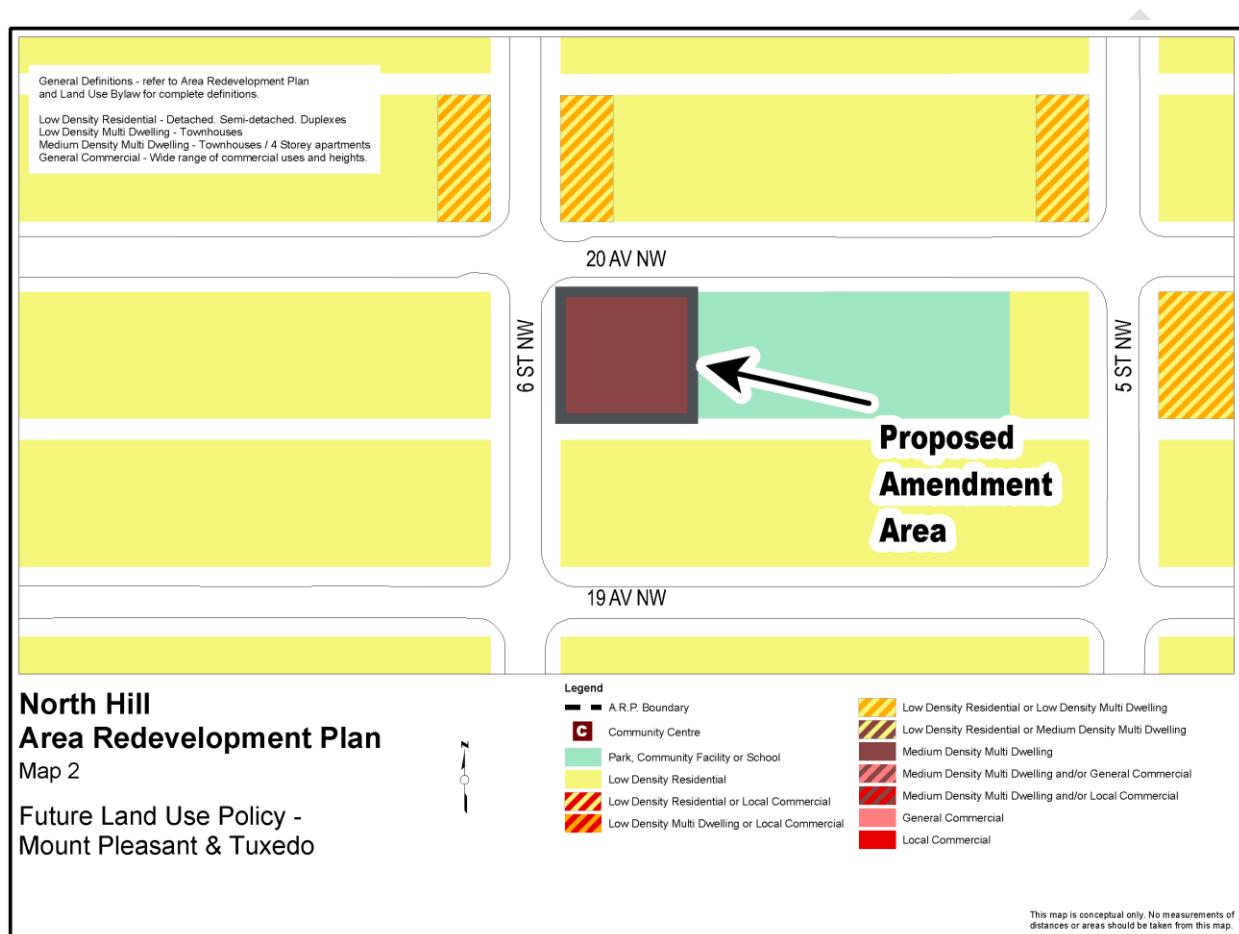 General Definitions - refer to Area Redevelopment Plan
and Land Use Bylaw for complete definitions.
Low Density Residential - Detached. Semi-detached. Duplexes
Low Density Multi Dwelling - Townhouses
Medium Density Multi Dwelling - Townhouses / 4 Storey apartments
General Commercial - Wide range of commercial uses and heights.
20 AV NW
6 ST NW
5 ST NW
Proposed
Amendment
Area
19 AV NW
North Hill
Area Redevelopment Plan
Map 2
Future Land Use Policy -
Mount Pleasant & Tuxedo
N
Legend
A.R.P. Boundary
C Community Centre
Park, Community Facility or School
Low Density Residential
Low Density Residential or Local Commercial
Low Density Multi Dwelling or Local Commercial
Low Density Residential or Low Density Multi Dwelling
Low Density Residential or Medium Density Multi Dwelling
Medium Density Multi Dwelling
Medium Density Multi Dwelling and/or General Commercial
Medium Density Multi Dwelling and/or Local Commercial
General Commercial
Local Commercial
This map is conceptual only. No measurements of
distances or areas should be taken from this map.